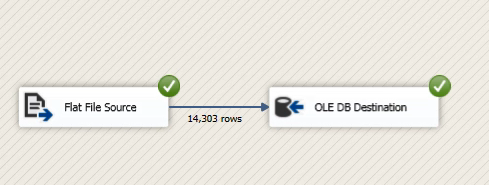 Flat File Source
14,303 rows
OLE DB Destination